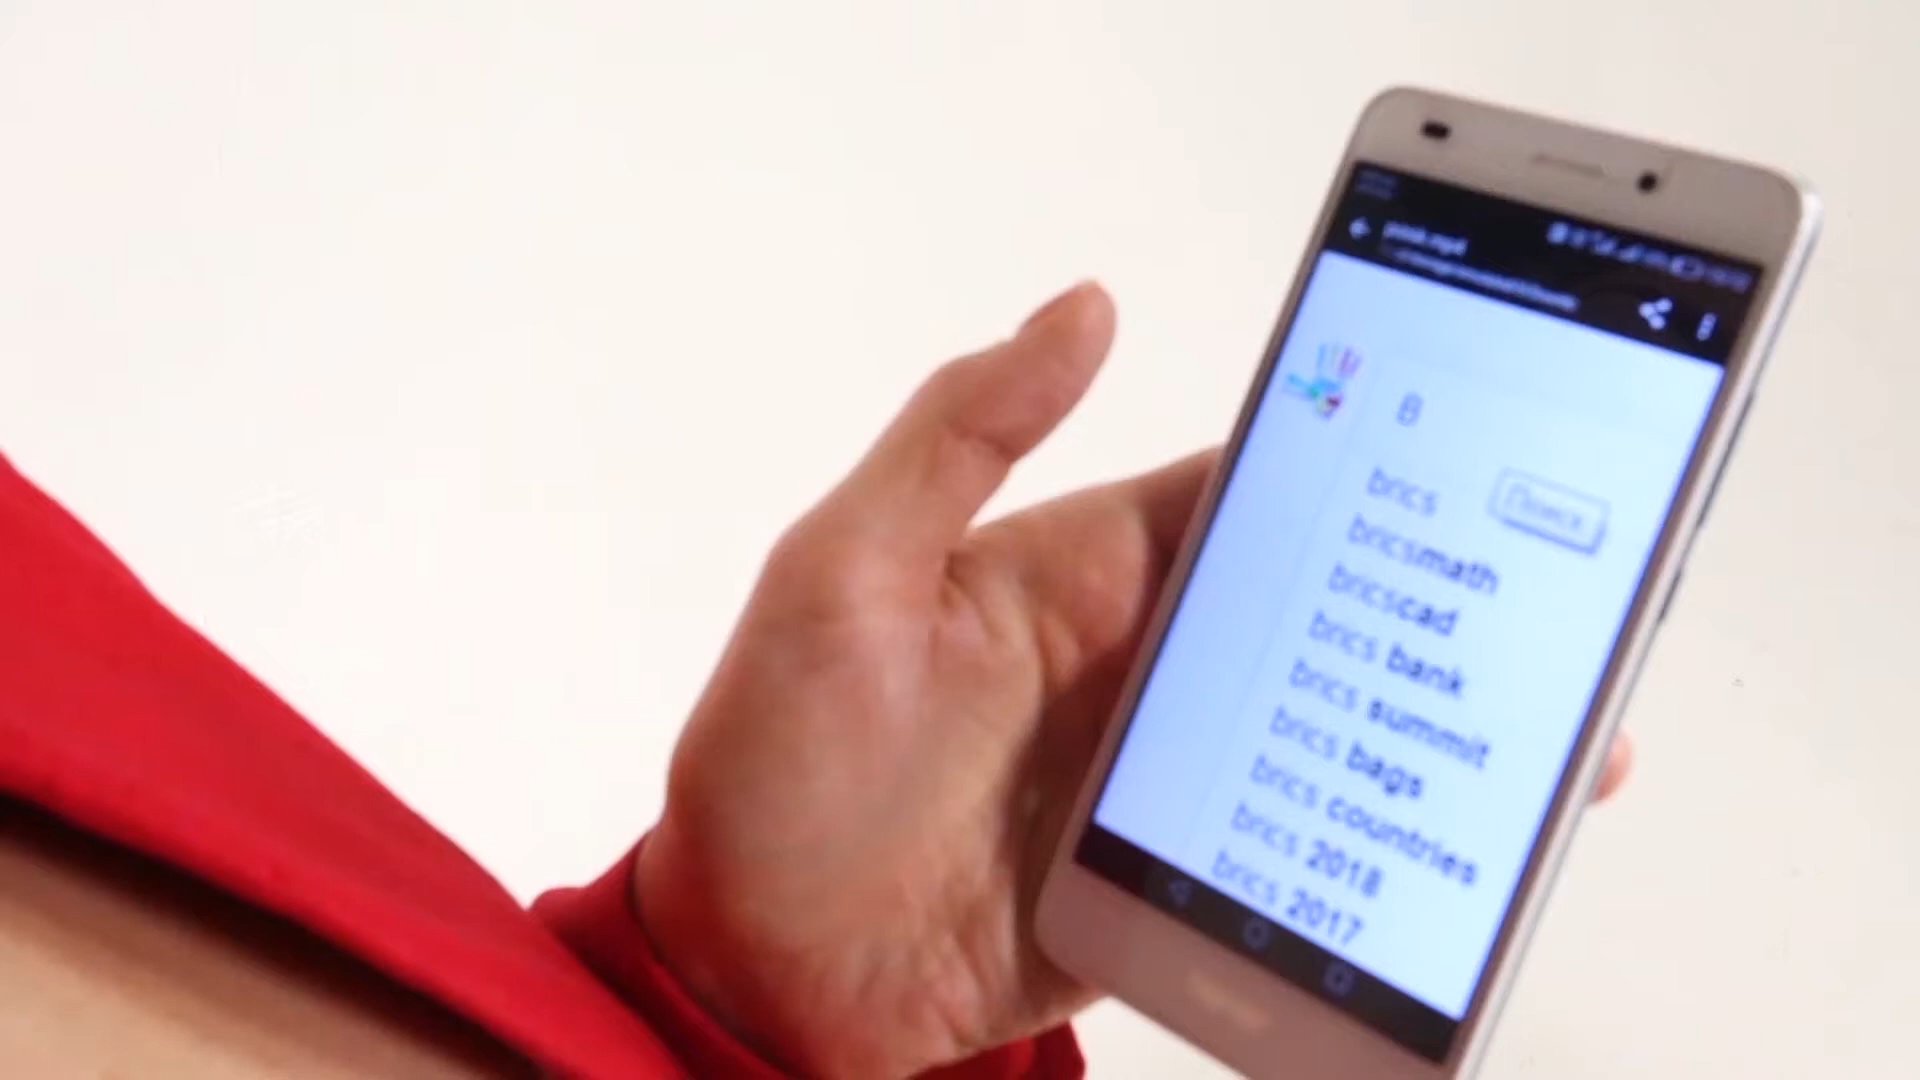 В
brics
Поиск
bricsmath
bricscad
brics bank
brics summit
brics bags
brics countries
brics 2018
brics 2017